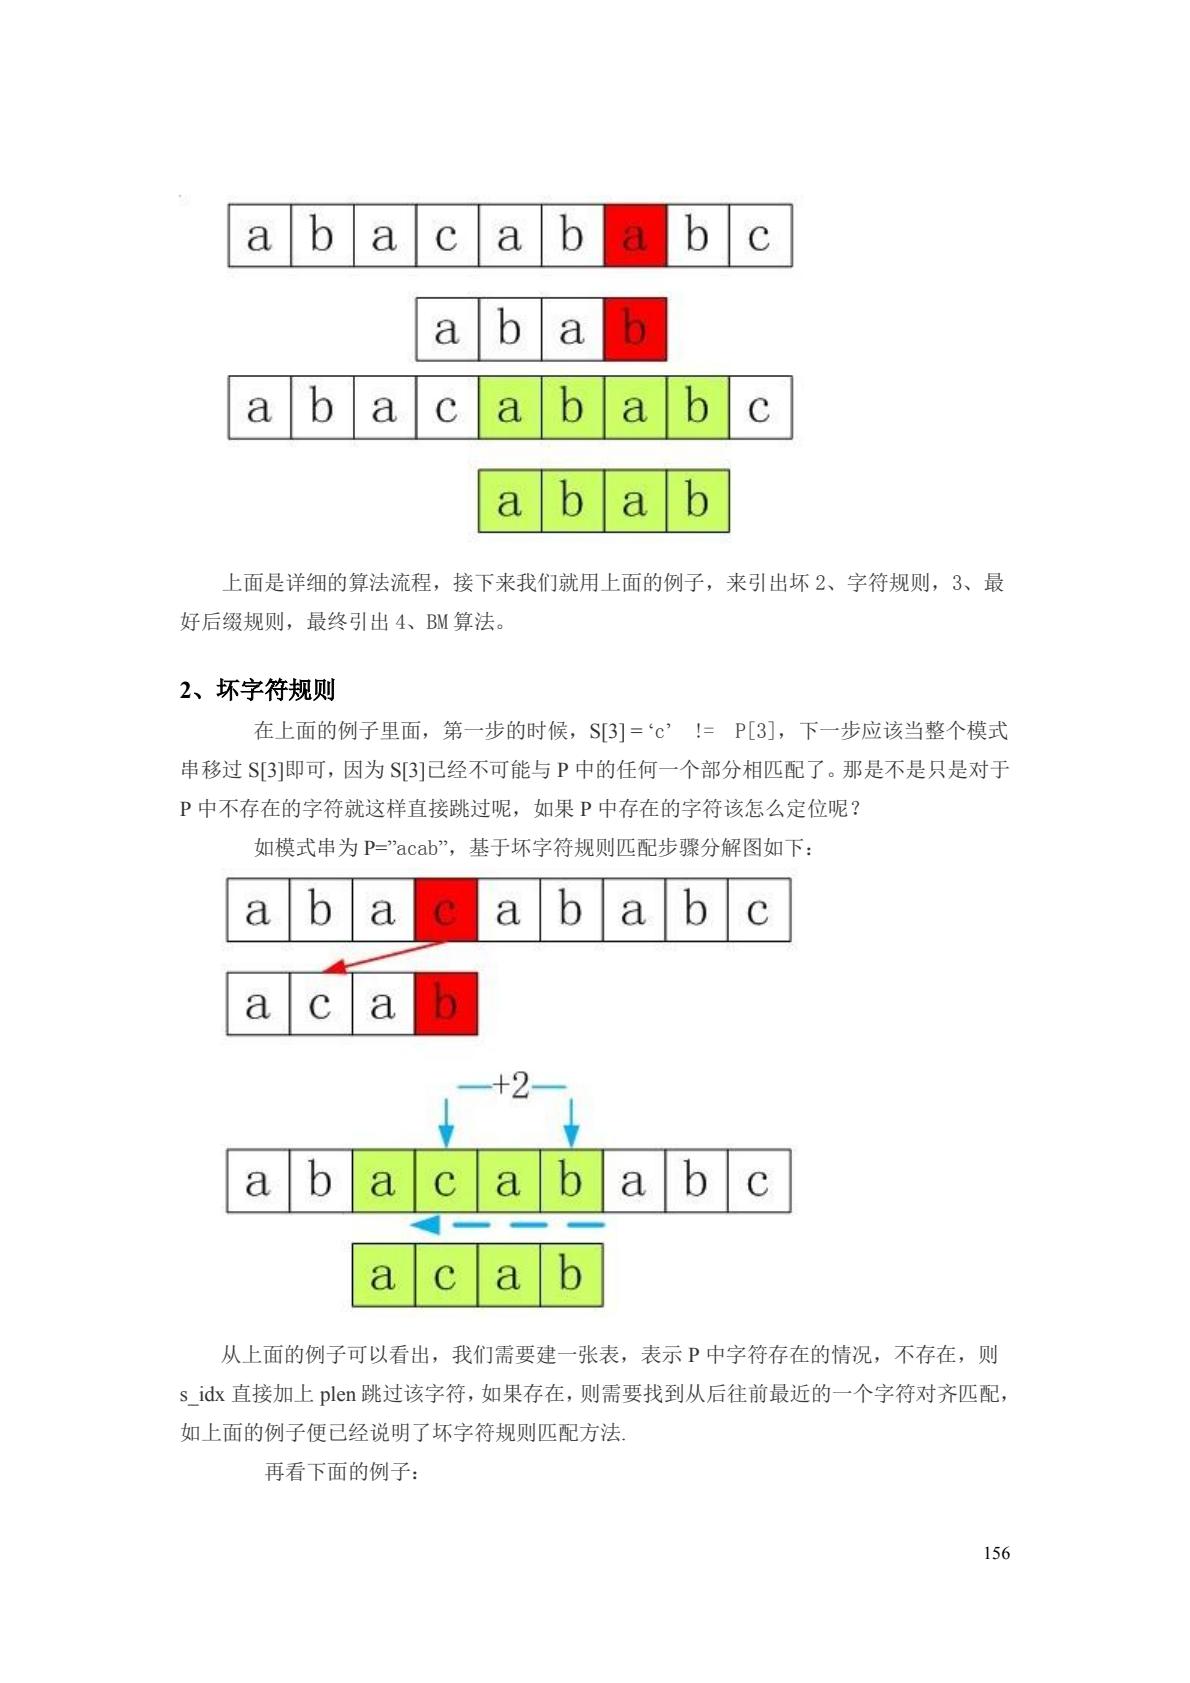 a b a c a b a b c
a b a b
a b a c a b a b c
a b a b
上面是详细的算法流程，接下来我们就用上面的例子，来引出坏 2、字符规则，3、最
好后缀规则，最终引出 4、BM 算法。
2、坏字符规则
在上面的例子里面，第一步的时候，S[3] = ‘c’ != P[3]，下一步应该当整个模式
串移过 S[3]即可，因为 S[3]已经不可能与 P 中的任何一个部分相匹配了。那是不是只是对于
P 中不存在的字符就这样直接跳过呢，如果 P 中存在的字符该怎么定位呢？
如模式串为 P=”acab”，基于坏字符规则匹配步骤分解图如下：
a b a c a b a b c
a c a b
+2
a b a c a b a b c
a c a b
从上面的例子可以看出，我们需要建一张表，表示 P 中字符存在的情况，不存在，则
s_idx 直接加上 plen 跳过该字符，如果存在，则需要找到从后往前最近的一个字符对齐匹配，
如上面的例子便已经说明了坏字符规则匹配方法.
再看下面的例子：
156